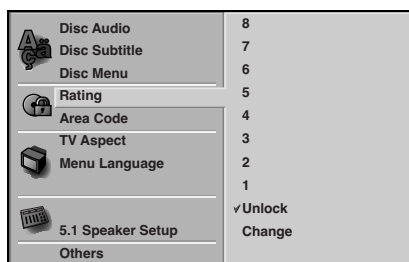 Disc Audio
Disc Subtitle
Disc Menu
Rating
Area Code
TV Aspect
Menu Language
5.1 Speaker Setup
Others
8
7
6
5
4
3
2
1
✓Unlock
Change